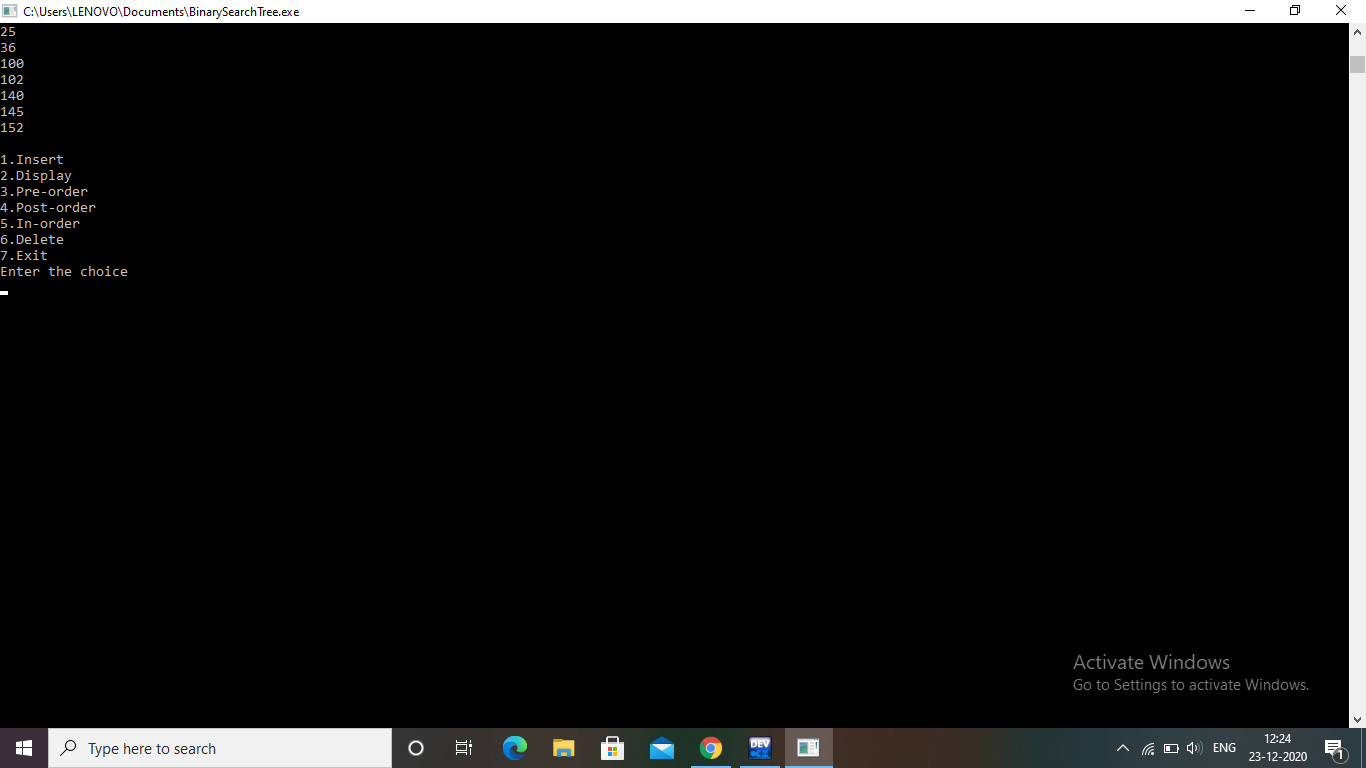 C:\Users\LENOVO\Documents\BinarySearchTree.exe
25
36
100
102
140
145
152
1.Insert
2.Display
3.Pre-order
4.Post-order
5.In-order
6.Delete
7.Exit
Enter the choice
Activate Windows
Go to Settings to activate Windows.
Type here to search
DEV
ENG
12:24
23-12-2020
1